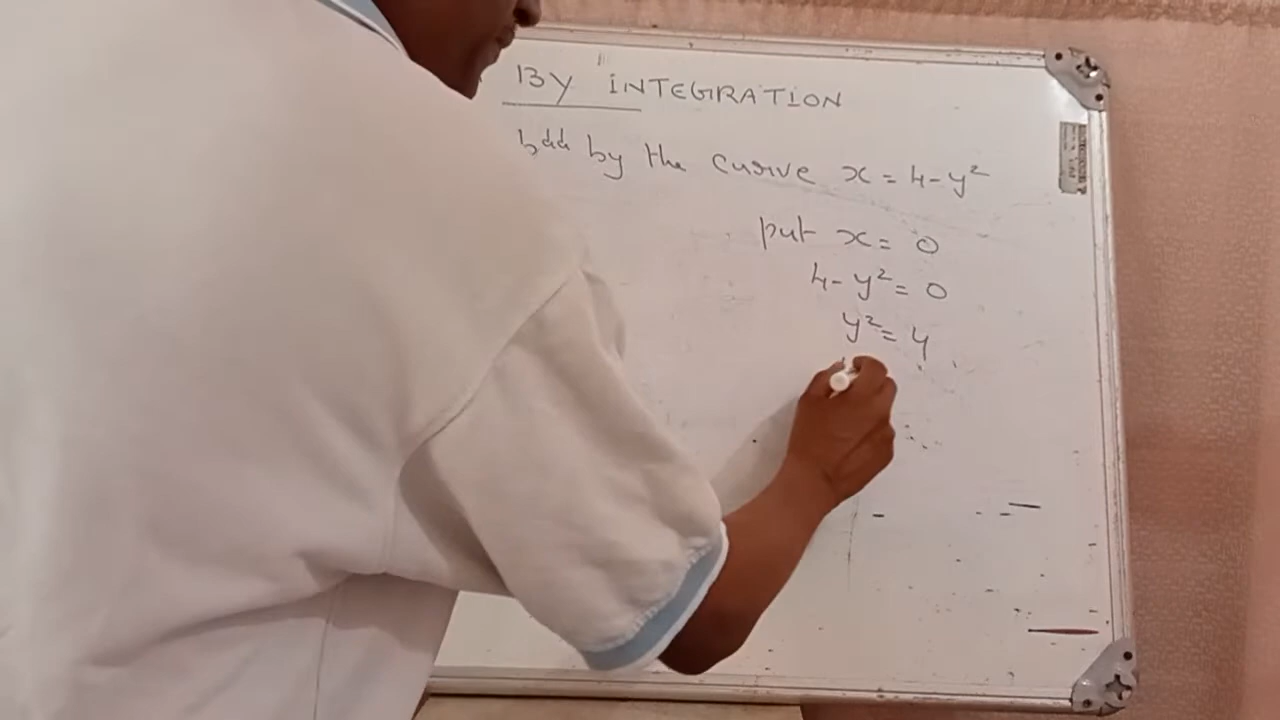 BY INTEGRATION
bdd by the curve x = 4 - y²
put x = 0
4 - y² = 0
y² = 4